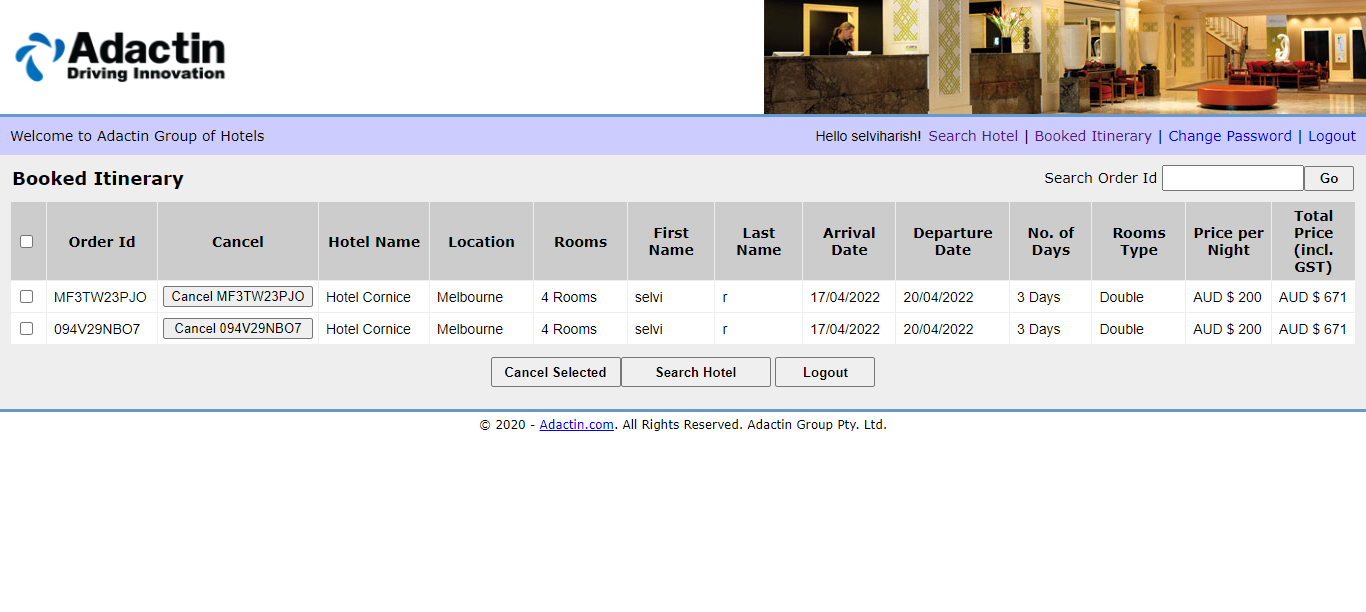 Adactin
Driving Innovation
Welcome to Adactin Group of Hotels
Hello selviharish! Search Hotel | Booked Itinerary | Change Password | Logout
Booked Itinerary
Search Order Id Go
Order Id Cancel Hotel Name Location Rooms First Name Last Name Arrival Date Departure Date No. of Days Rooms Type Price per Night Total Price (incl. GST)
MF3TW23PJO Cancel MF3TW23PJO Hotel Cornice Melbourne 4 Rooms selvi r 17/04/2022 20/04/2022 3 Days Double AUD $ 200 AUD $ 671
094V29NBO7 Cancel 094V29NBO7 Hotel Cornice Melbourne 4 Rooms selvi r 17/04/2022 20/04/2022 3 Days Double AUD $ 200 AUD $ 671
Cancel Selected Search Hotel Logout
© 2020 - Adactin.com. All Rights Reserved. Adactin Group Pty. Ltd.